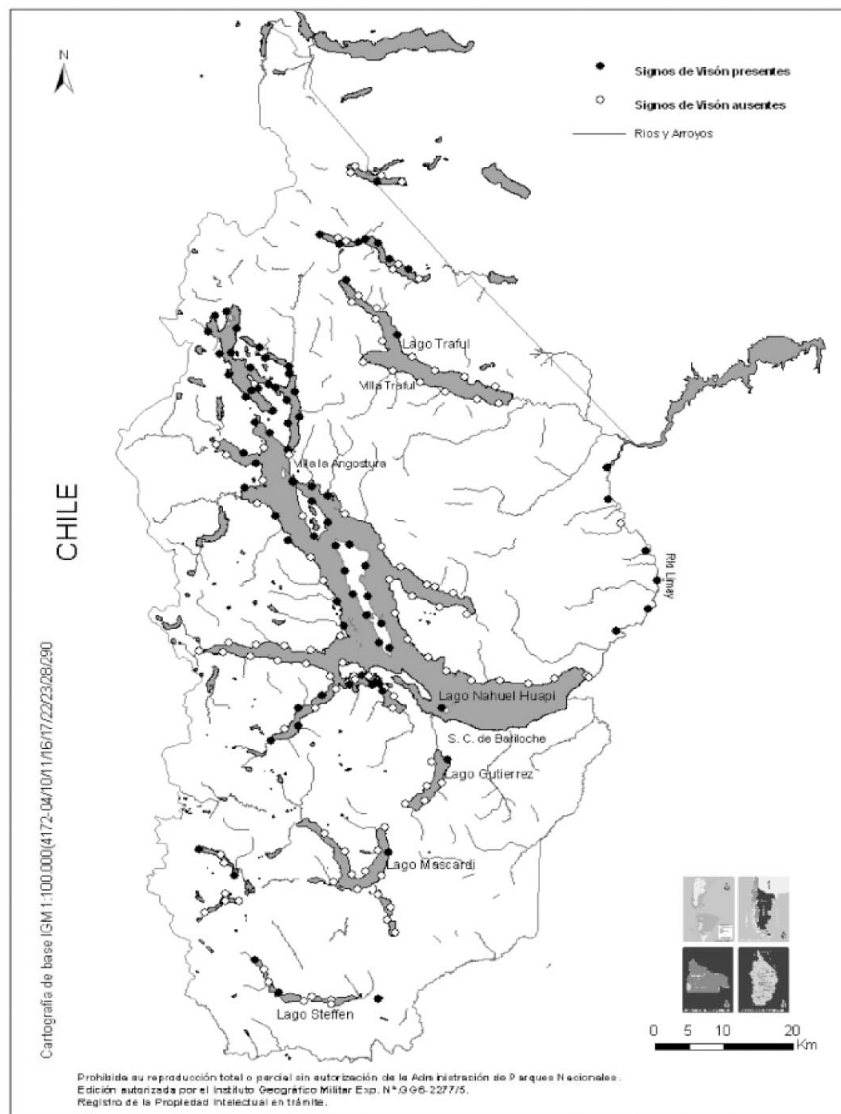 N
Signos de Visón presentes
Signos de Visón ausentes
Ríos y Arroyos
Lago Traful
Villa Traful
Villa la Angostura
CHILE
Río Limay
Lago Nahuel Huapi
S. C. de Bariloche
Lago Gutierrez
Lago Mascardi
Lago Steffen
Cartografía de base IGM 1:100.000(4172-04/10/11/16/17/22/23/28/290
0 5 10 20
Km
Prohibida su reproducción total o parcial sin autorización de la Administración de Parques Nacionales.
Edición autorizada por el Instituto Geográfico Militar Exp. N° GG6-2277/5.
Registro de la Propiedad Intelectual en trámite.